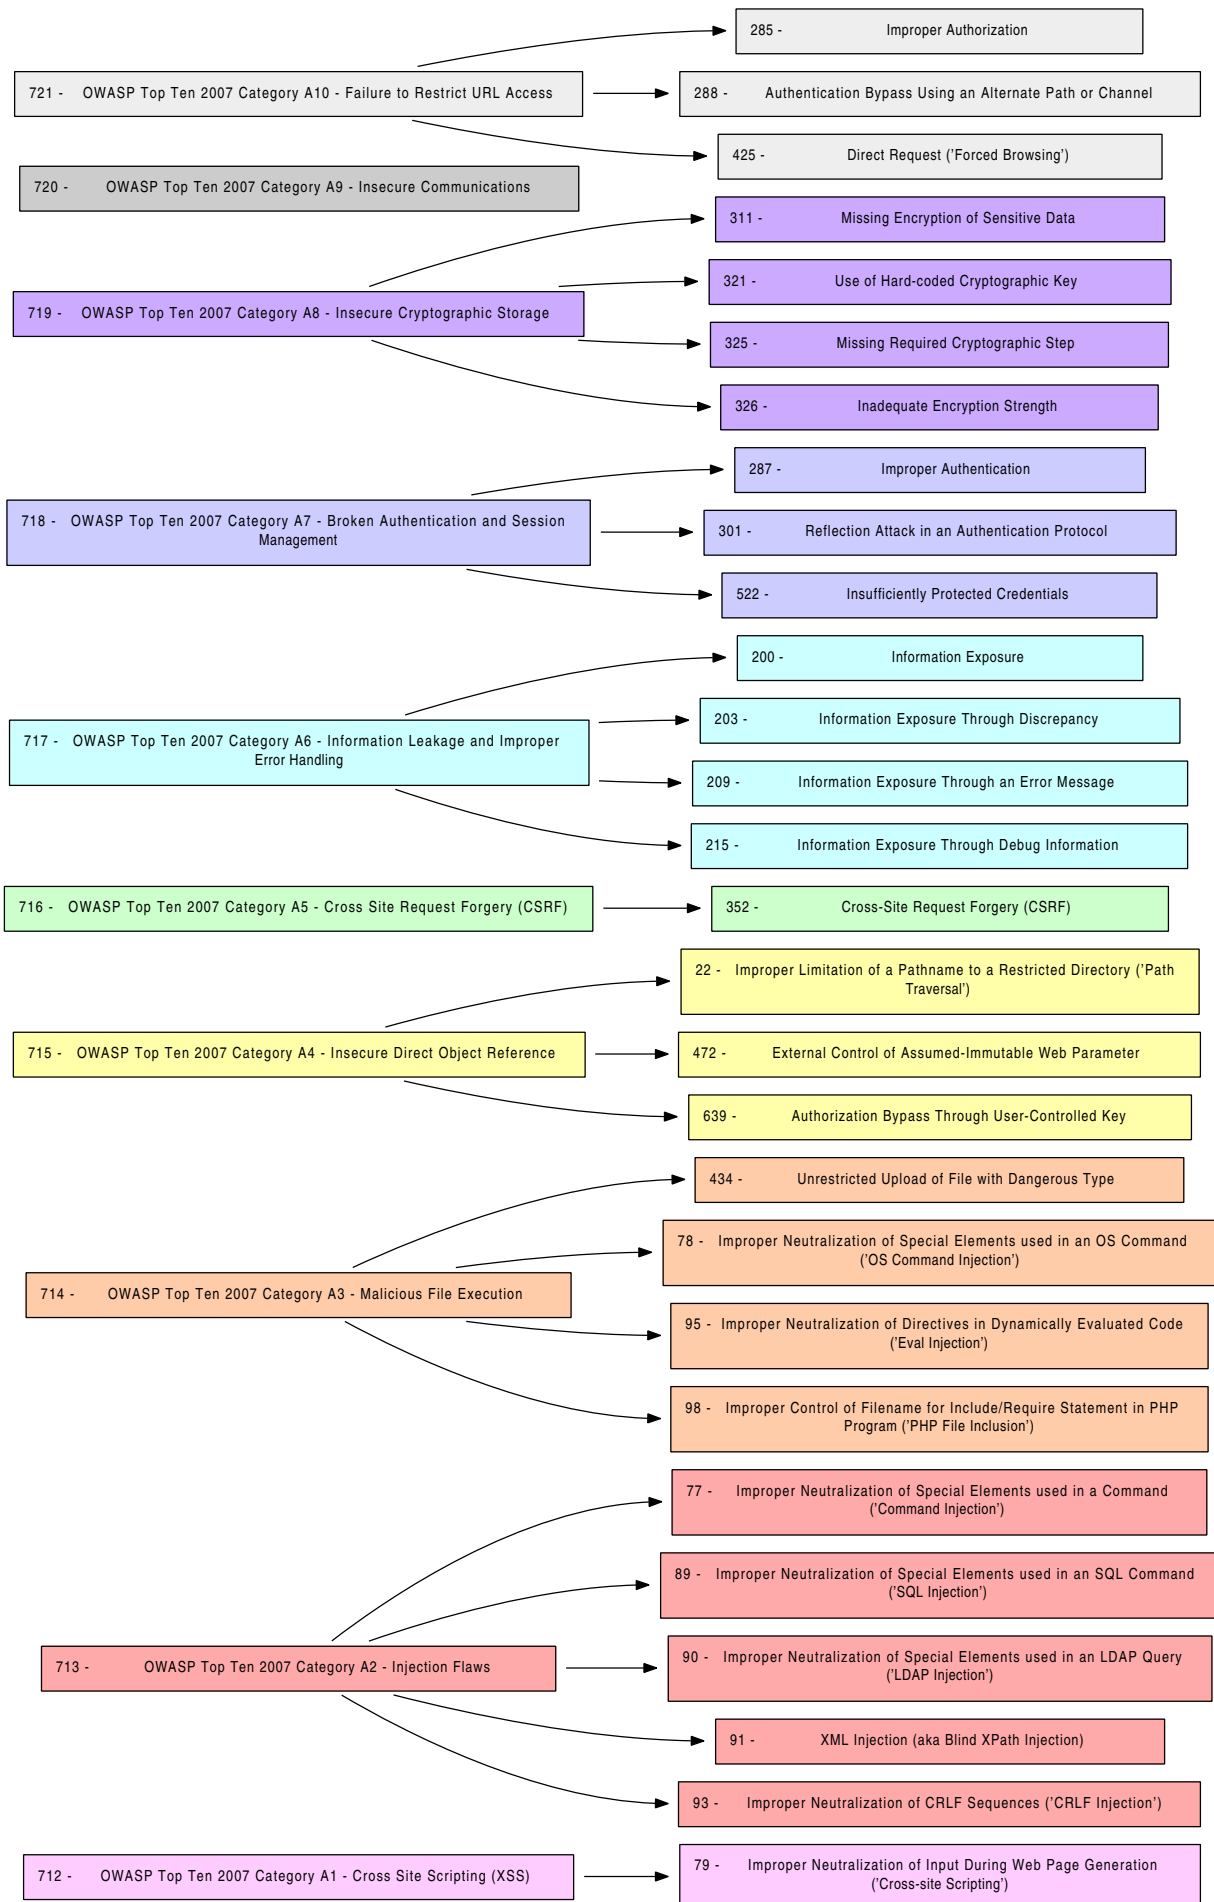 285 - Improper Authorization
721 - OWASP Top Ten 2007 Category A10 - Failure to Restrict URL Access
288 - Authentication Bypass Using an Alternate Path or Channel
425 - Direct Request ('Forced Browsing')
720 - OWASP Top Ten 2007 Category A9 - Insecure Communications
311 - Missing Encryption of Sensitive Data
321 - Use of Hard-coded Cryptographic Key
719 - OWASP Top Ten 2007 Category A8 - Insecure Cryptographic Storage
325 - Missing Required Cryptographic Step
326 - Inadequate Encryption Strength
287 - Improper Authentication
718 - OWASP Top Ten 2007 Category A7 - Broken Authentication and Session
Management
301 - Reflection Attack in an Authentication Protocol
522 - Insufficiently Protected Credentials
200 - Information Exposure
203 - Information Exposure Through Discrepancy
717 - OWASP Top Ten 2007 Category A6 - Information Leakage and Improper
Error Handling
209 - Information Exposure Through an Error Message
215 - Information Exposure Through Debug Information
716 - OWASP Top Ten 2007 Category A5 - Cross Site Request Forgery (CSRF)
352 - Cross-Site Request Forgery (CSRF)
22 - Improper Limitation of a Pathname to a Restricted Directory ('Path
Traversal')
715 - OWASP Top Ten 2007 Category A4 - Insecure Direct Object Reference
472 - External Control of Assumed-Immutable Web Parameter
639 - Authorization Bypass Through User-Controlled Key
434 - Unrestricted Upload of File with Dangerous Type
78 - Improper Neutralization of Special Elements used in an OS Command
('OS Command Injection')
714 - OWASP Top Ten 2007 Category A3 - Malicious File Execution
95 - Improper Neutralization of Directives in Dynamically Evaluated Code
('Eval Injection')
98 - Improper Control of Filename for Include/Require Statement in PHP
Program ('PHP File Inclusion')
77 - Improper Neutralization of Special Elements used in a Command
('Command Injection')
89 - Improper Neutralization of Special Elements used in an SQL Command
('SQL Injection')
713 - OWASP Top Ten 2007 Category A2 - Injection Flaws
90 - Improper Neutralization of Special Elements used in an LDAP Query
('LDAP Injection')
91 - XML Injection (aka Blind XPath Injection)
93 - Improper Neutralization of CRLF Sequences ('CRLF Injection')
712 - OWASP Top Ten 2007 Category A1 - Cross Site Scripting (XSS)
79 - Improper Neutralization of Input During Web Page Generation
('Cross-site Scripting')